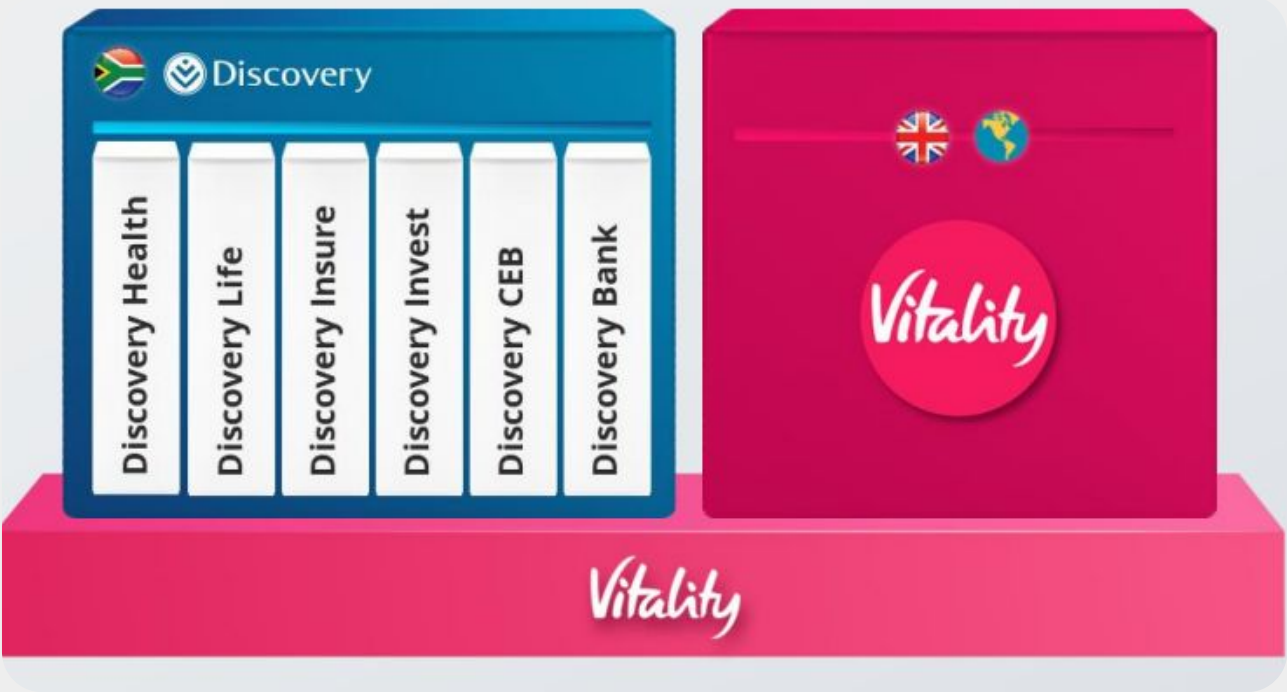 Discovery
Discovery Health
Discovery Life
Discovery Insure
Discovery Invest
Discovery CEB
Discovery Bank
Vitality
Vitality